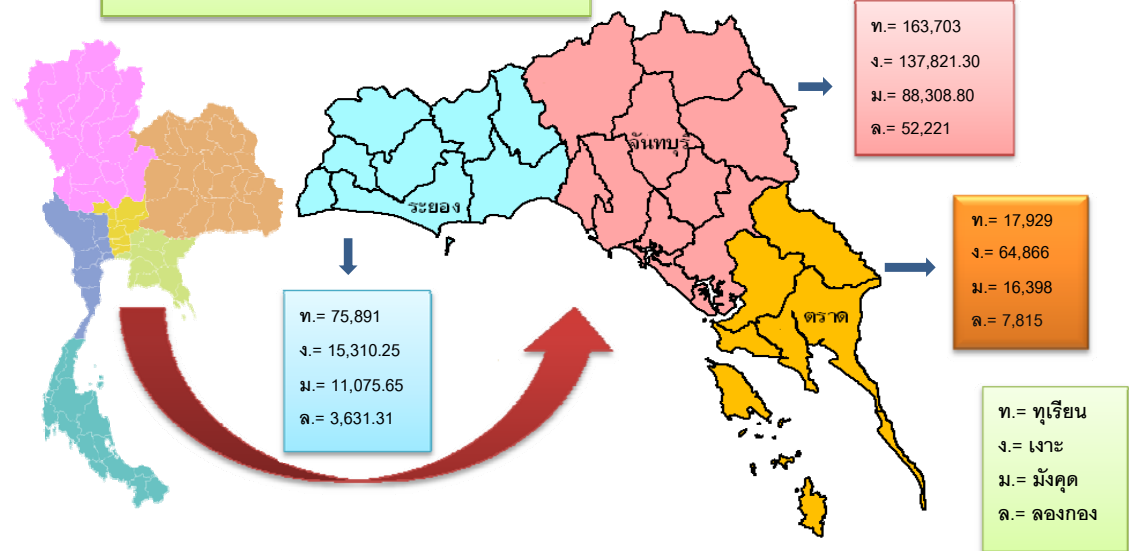 ท.= 163,703
ง.= 137,821.30
ม.= 88,308.80
ล.= 52,221
จันทบุรี
ระยอง
ท.= 17,929
ง.= 64,866
ม.= 16,398
ล.= 7,815
ตราด
ท.= 75,891
ง.= 15,310.25
ม.= 11,075.65
ล.= 3,631.31
ท.= ทุเรียน
ง.= เงาะ
ม.= มังคุด
ล.= ลองกอง